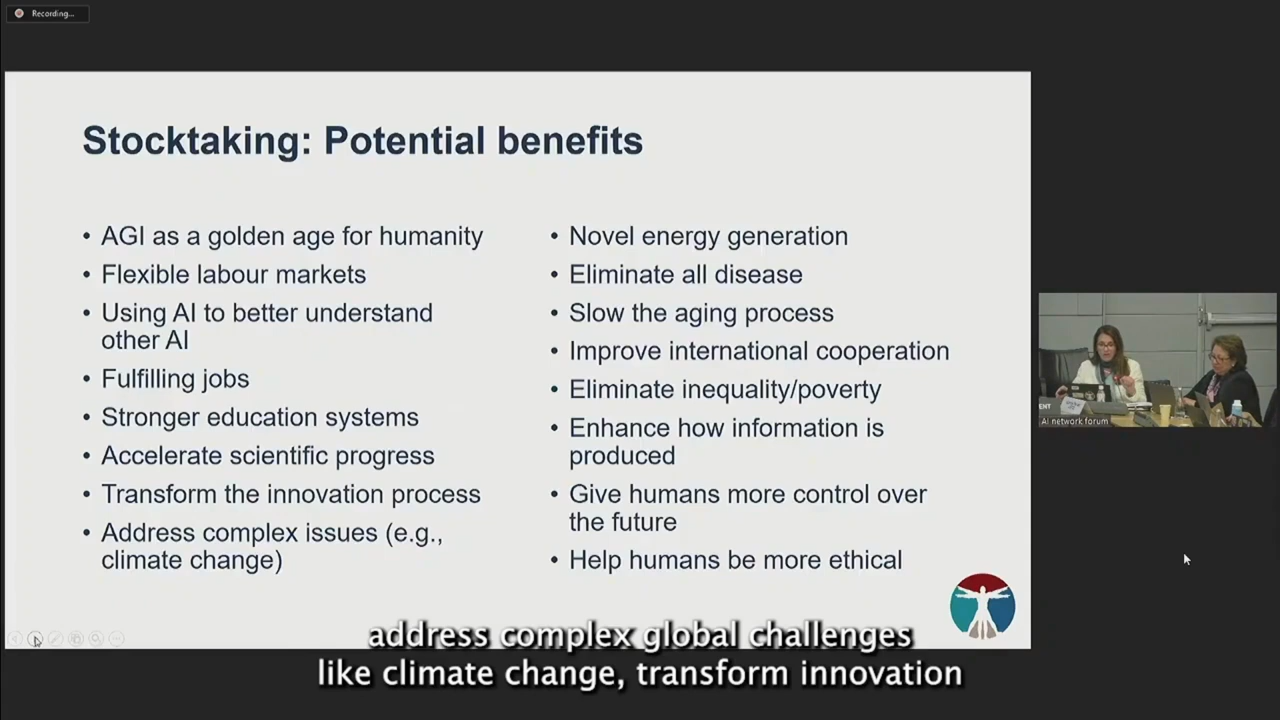 Recording...
Stocktaking: Potential benefits
• AGI as a golden age for humanity
• Flexible labour markets
• Using AI to better understand
other AI
• Fulfilling jobs
• Stronger education systems
• Accelerate scientific progress
• Transform the innovation process
• Address complex issues (e.g.,
climate change)
• Novel energy generation
• Eliminate all disease
• Slow the aging process
• Improve international cooperation
• Eliminate inequality/poverty
• Enhance how information is
produced
• Give humans more control over
the future
• Help humans be more ethical
AI network forum
address complex global challenges
like climate change, transform innovation